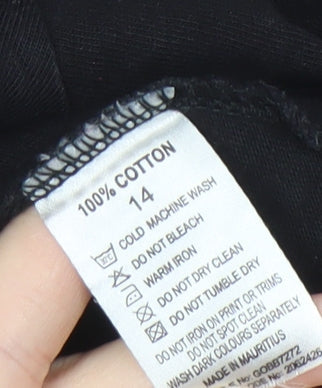 100% COTTON
14
COLD MACHINE WASH
DO NOT BLEACH
WARM IRON
DO NOT DRY CLEAN
DO NOT TUMBLE DRY
DO NOT IRON ON PRINT OR TRIMS
DO NOT SPOT CLEAN
WASH DARK COLOURS SEPARATELY
MADE IN MAURITIUS